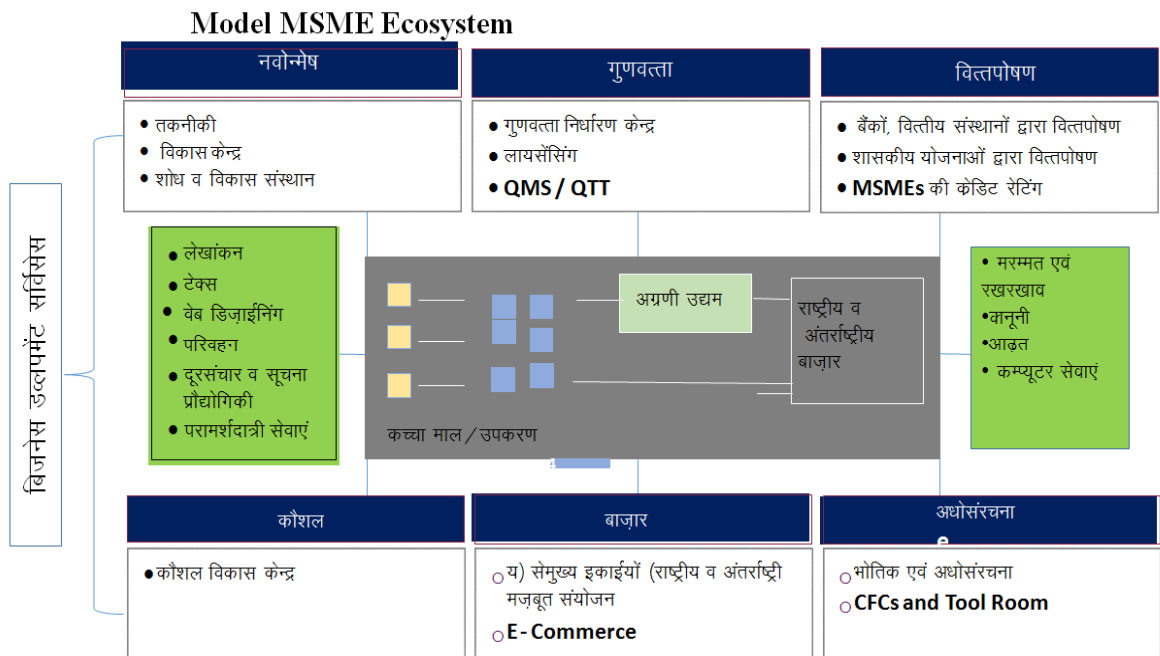 Model MSME Ecosystem
नवोन्मेष
• तकनीकी
• विकास केन्द्र
• शोध व विकास संस्थान
गुणवत्ता
• गुणवत्ता निर्धारण केन्द्र
• लायसेंसिंग
• QMS / QTT
वित्तपोषण
• बैंकों, वित्तीय संस्थानों द्वारा वित्तपोषण
• शासकीय योजनाओं द्वारा वित्तपोषण
• MSMEs की क्रेडिट रेटिंग
बिजनेस डव्लपमेंट सर्विसेस
• लेखांकन
• टेक्स
• वेब डिज़ाईनिंग
• परिवहन
• दूरसंचार व सूचना
प्रौद्योगिकी
• परामर्शदात्री सेवाएं
अग्रणी उद्यम
राष्ट्रीय व
अंतर्राष्ट्रीय
बाज़ार
कच्चा माल/उपकरण
• मरम्मत एवं
रखरखाव
• कानूनी
• आढ़त
• कम्प्यूटर सेवाएं
कौशल
• कौशल विकास केन्द्र
बाज़ार
○ य) सेमुख्य इकाईयों (राष्ट्रीय व अंतर्राष्ट्री
मज़बूत संयोजन
○ E- Commerce
अधोसंरचना
e
○ भोतिक एवं अधोसंरचना
○ CFCs and Tool Room